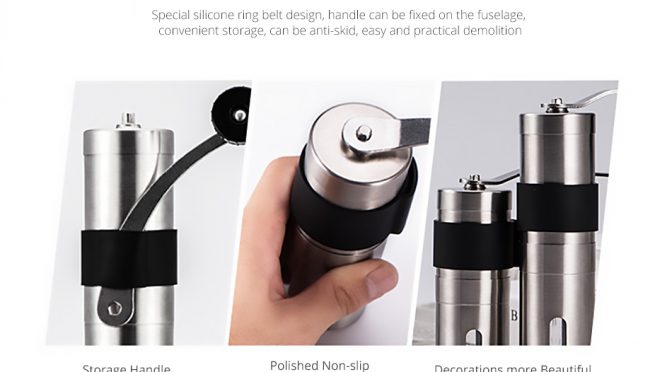 Special silicone ring belt design, handle can be fixed on the fuselage,
convenient storage, can be anti-skid, easy and practical demolition
B
Storage Handle
Polished Non-slip
Decorations more Beautiful